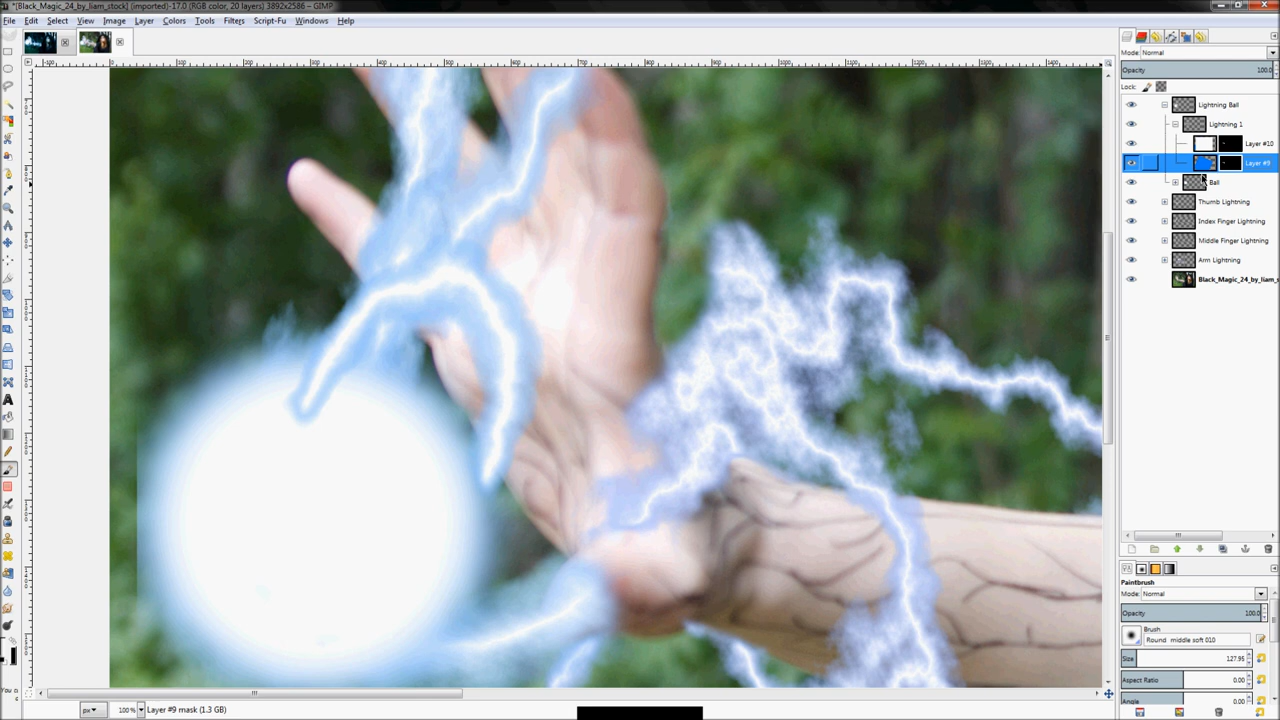 *[Black_Magic_24_by_liam_stock] (imported)-17.0 (RGB color, 20 layers) 3892x2586 – GIMP
File Edit Select View Image Layer Colors Tools Filters Script-Fu Windows Help
Mode: Normal
Opacity 100.0
Lock:
Lightning Ball
Lightning 1
Layer #10
Layer #9
Ball
Thumb Lightning
Index Finger Lightning
Middle Finger Lightning
Arm Lightning
Black_Magic_24_by_liam_s
Paintbrush
Mode: Normal
Opacity 100.0
Brush
Round middle soft 010
Size 127.95
Aspect Ratio 0.00
Angle 0.00
You c
px 100 % Layer #9 mask (1.3 GB)